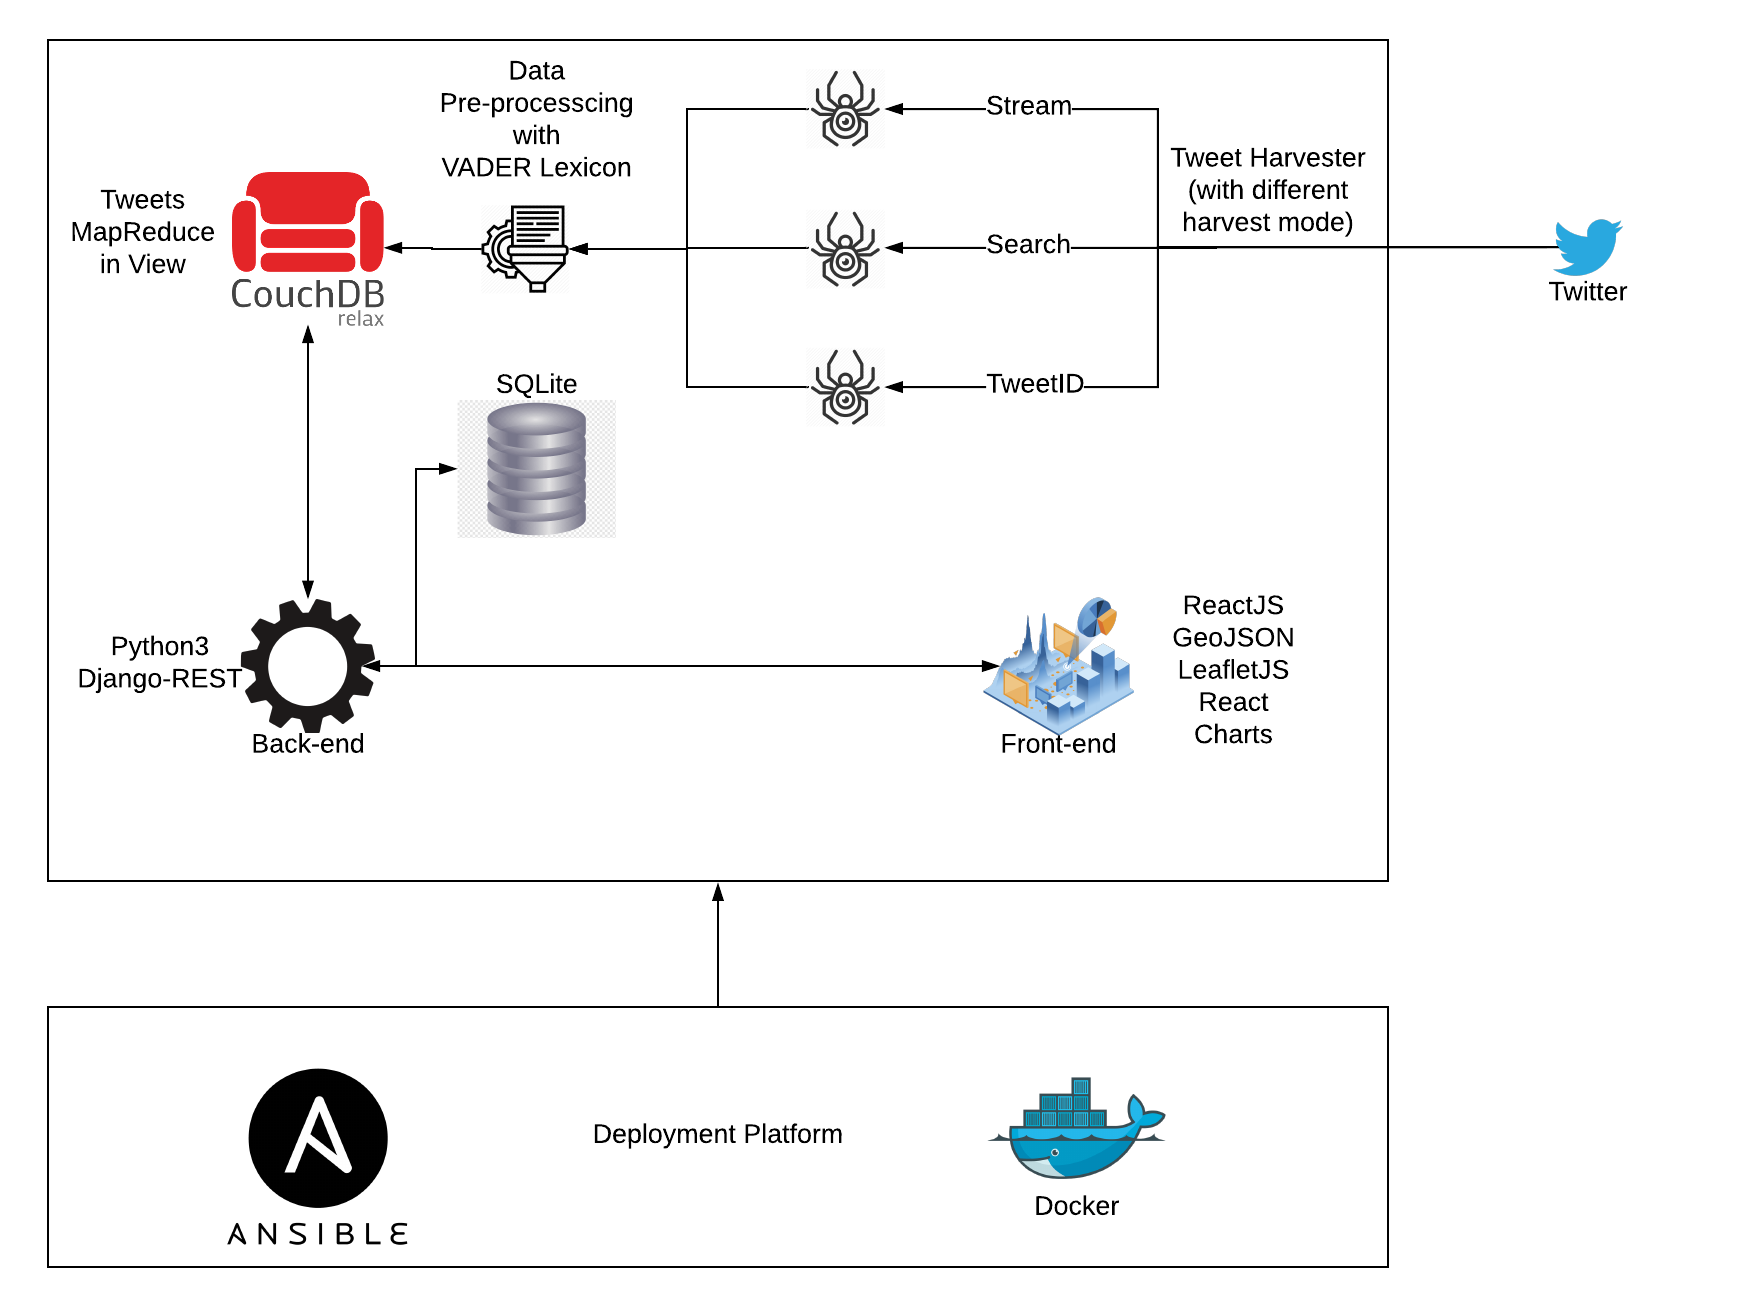 Data
Pre-processcing
with
VADER Lexicon
Stream
Tweet Harvester
(with different
harvest mode)
Tweets
MapReduce
in View
CouchDB
relax
Search
Twitter
SQLite
TweetID
Python3
Django-REST
Back-end
Front-end
ReactJS
GeoJSON
LeafletJS
React
Charts
ANSIBLE
Deployment Platform
Docker